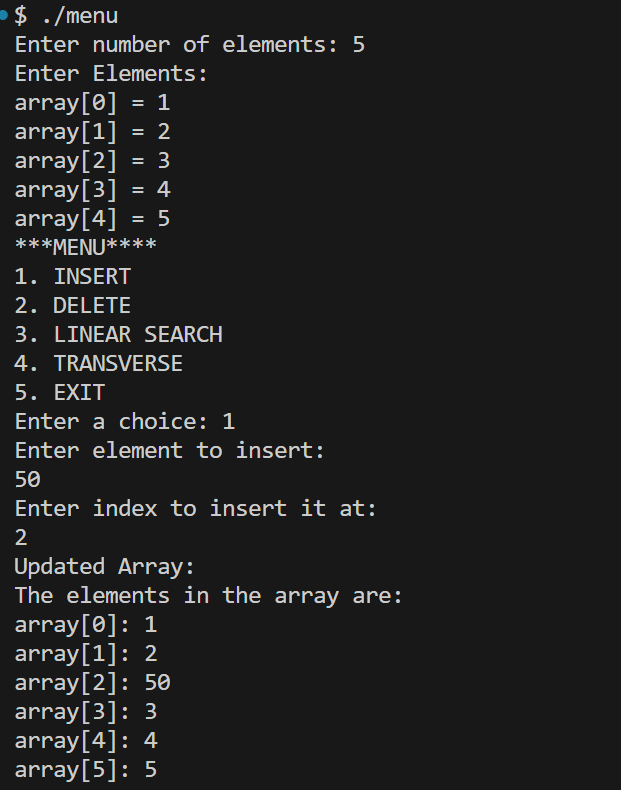 $ ./menu
Enter number of elements: 5
Enter Elements:
array[0] = 1
array[1] = 2
array[2] = 3
array[3] = 4
array[4] = 5
***MENU****
1. INSERT
2. DELETE
3. LINEAR SEARCH
4. TRANSVERSE
5. EXIT
Enter a choice: 1
Enter element to insert:
50
Enter index to insert it at:
2
Updated Array:
The elements in the array are:
array[0]: 1
array[1]: 2
array[2]: 50
array[3]: 3
array[4]: 4
array[5]: 5